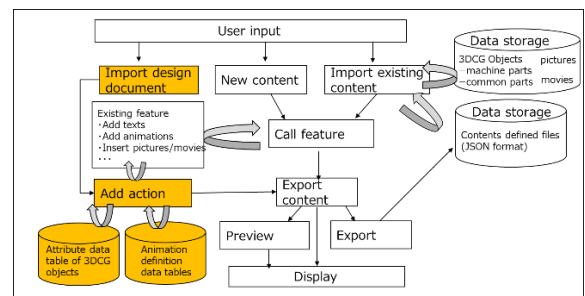 User input
Import design
document
New content
Import existing
content
Data storage
3DCG Objects
pictures
—machine parts
—common parts
movies
Existing feature
・Add texts
・Add animations
・Insert pictures/movies
・・・
Call feature
Data storage
Contents defined files
(JSON format)
Add action
Export
content
Attribute data
table of 3DCG
objects
Animation
definition
data tables
Preview
Export
Display